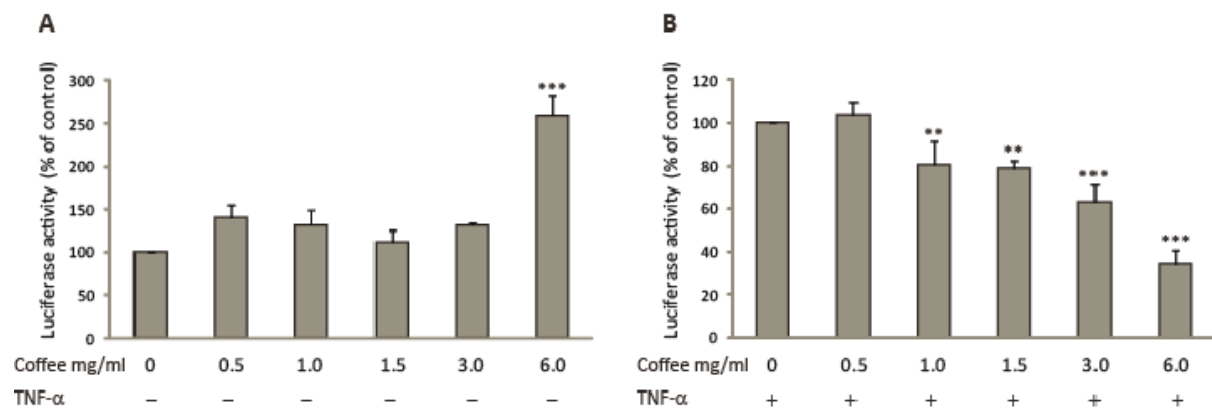 A
Luciferase activity (% of control)
300
250
200
150
100
50
0
***
Coffee mg/ml 0 0.5 1.0 1.5 3.0 6.0
TNF-α – – – – – –
B
Luciferase activity (% of control)
120
100
80
60
40
20
0
**
**
***
***
Coffee mg/ml 0 0.5 1.0 1.5 3.0 6.0
TNF-α + + + + + +